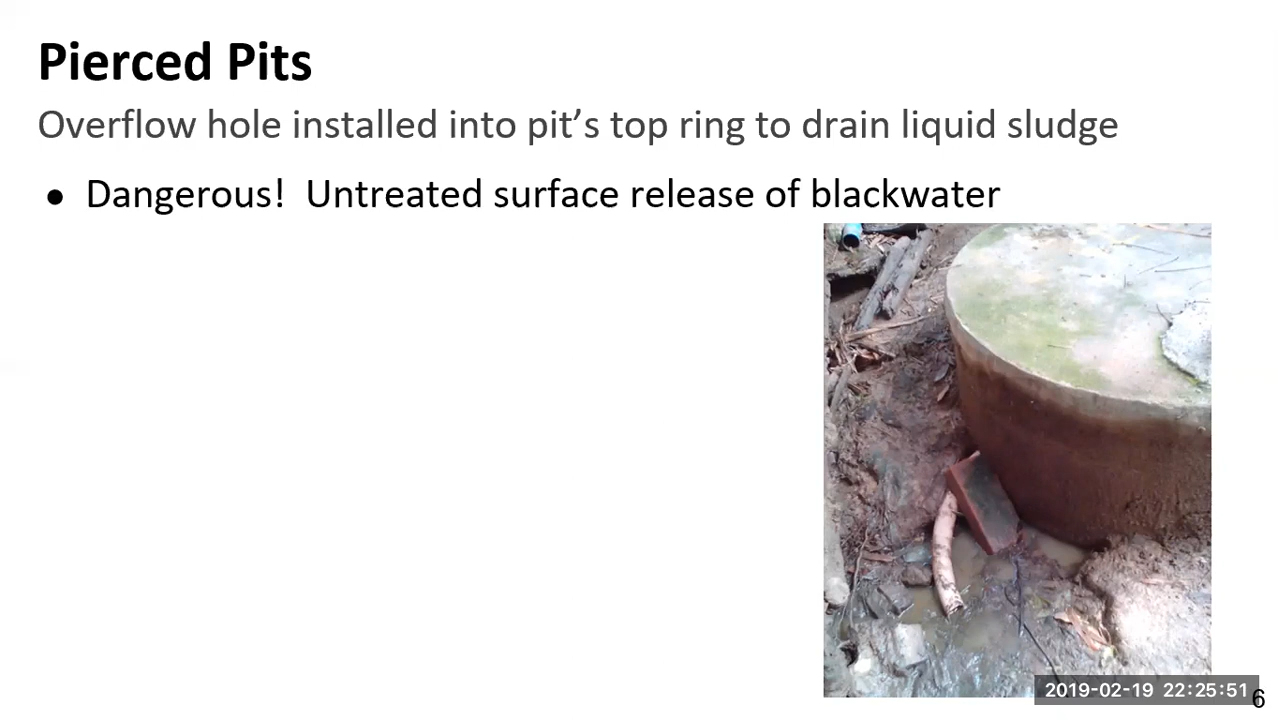 Pierced Pits
Overflow hole installed into pit’s top ring to drain liquid sludge
● Dangerous!  Untreated surface release of blackwater
2019-02-19 22:25:51
6